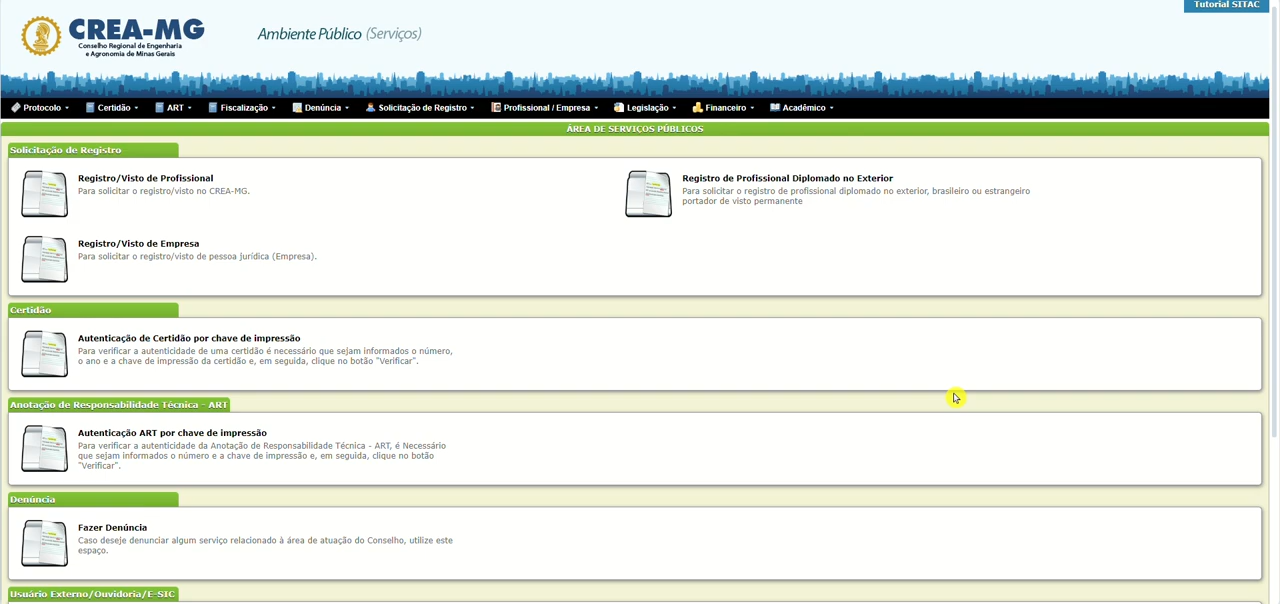 Tutorial SITAC
CREA-MG
Conselho Regional de Engenharia
e Agronomia de Minas Gerais
Ambiente Público (Serviços)
Protocolo
Certidão
ART
Fiscalização
Denúncia
Solicitação de Registro
Profissional / Empresa
Legislação
Financeiro
Acadêmico
ÁREA DE SERVIÇOS PÚBLICOS
Solicitação de Registro
Registro/Visto de Profissional
Para solicitar o registro/visto no CREA-MG.
Registro de Profissional Diplomado no Exterior
Para solicitar o registro de profissional diplomado no exterior, brasileiro ou estrangeiro
portador de visto permanente
Registro/Visto de Empresa
Para solicitar o registro/visto de pessoa jurídica (Empresa).
Certidão
Autenticação de Certidão por chave de impressão
Para verificar a autenticidade de uma certidão é necessário que sejam informados o número,
o ano e a chave de impressão da certidão e, em seguida, clique no botão "Verificar".
Anotação de Responsabilidade Técnica - ART
Autenticação ART por chave de impressão
Para verificar a autenticidade da Anotação de Responsabilidade Técnica - ART, é Necessário
que sejam informados o número e a chave de impressão e, em seguida, clique no botão
"Verificar".
Denúncia
Fazer Denúncia
Caso deseje denunciar algum serviço relacionado à área de atuação do Conselho, utilize este
espaço.
Usuário Externo/Ouvidoria/E-SIC